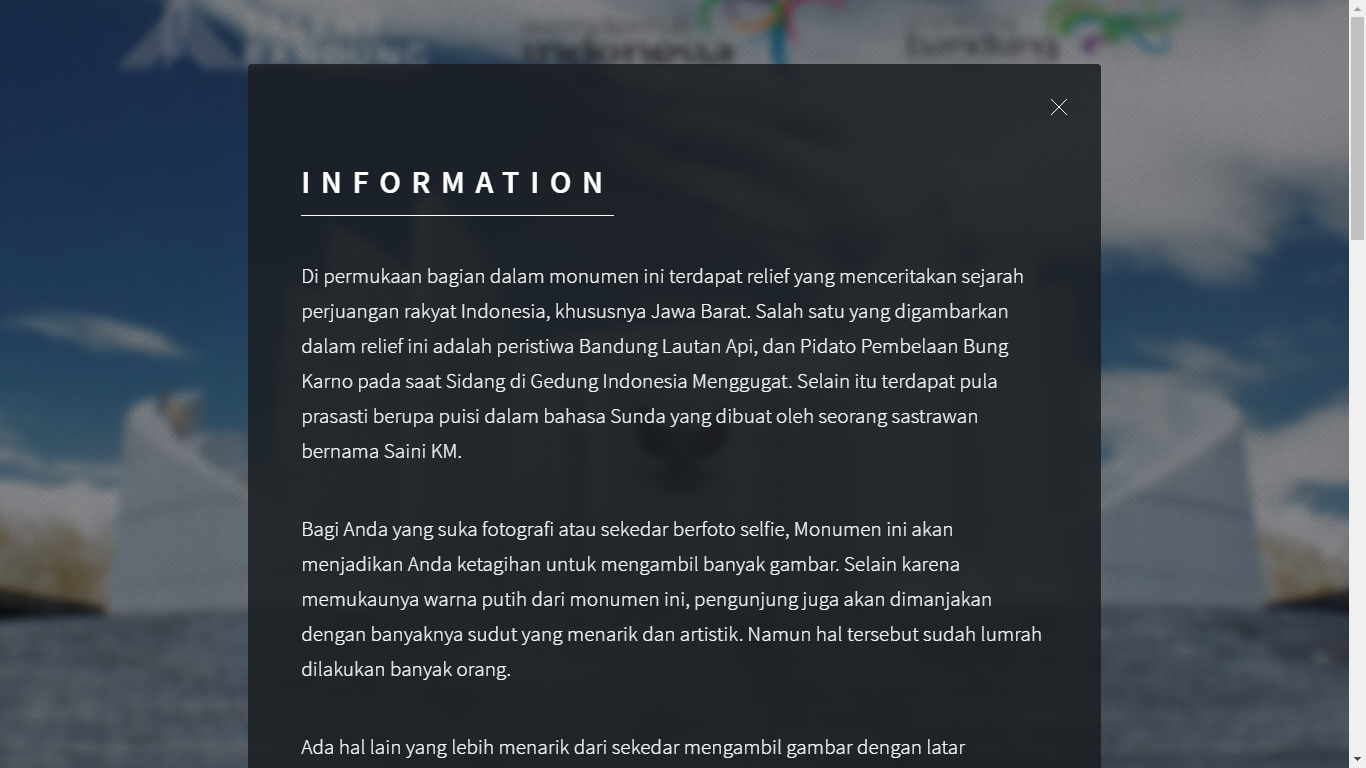 BANDUNG
indonesia
bandung
INFORMATION
Di permukaan bagian dalam monumen ini terdapat relief yang menceritakan sejarah
perjuangan rakyat Indonesia, khususnya Jawa Barat. Salah satu yang digambarkan
dalam relief ini adalah peristiwa Bandung Lautan Api, dan Pidato Pembelaan Bung
Karno pada saat Sidang di Gedung Indonesia Menggugat. Selain itu terdapat pula
prasasti berupa puisi dalam bahasa Sunda yang dibuat oleh seorang sastrawan
bernama Saini KM.
Bagi Anda yang suka fotografi atau sekedar berfoto selfie, Monumen ini akan
menjadikan Anda ketagihan untuk mengambil banyak gambar. Selain karena
memukaunya warna putih dari monumen ini, pengunjung juga akan dimanjakan
dengan banyaknya sudut yang menarik dan artistik. Namun hal tersebut sudah lumrah
dilakukan banyak orang.
Ada hal lain yang lebih menarik dari sekedar mengambil gambar dengan latar